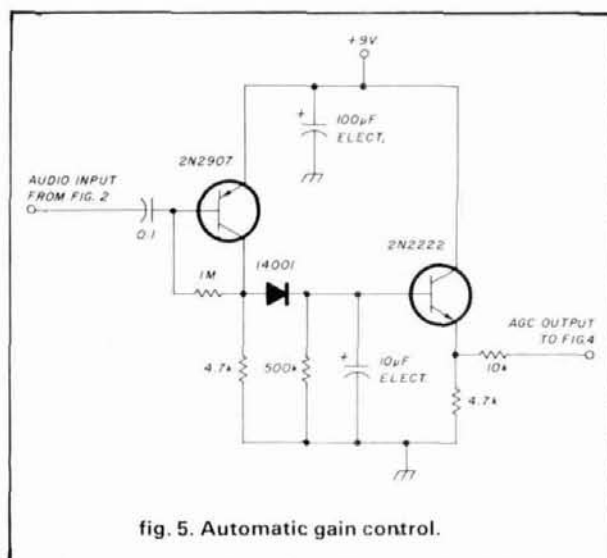 +9V
100µF
ELECT.
2N2907
AUDIO INPUT
FROM FIG. 2
0.1
2N2222
1M
14001
AGC OUTPUT
TO FIG.4
4.7k
500k
10µF
ELECT.
10k
4.7k
fig. 5. Automatic gain control.